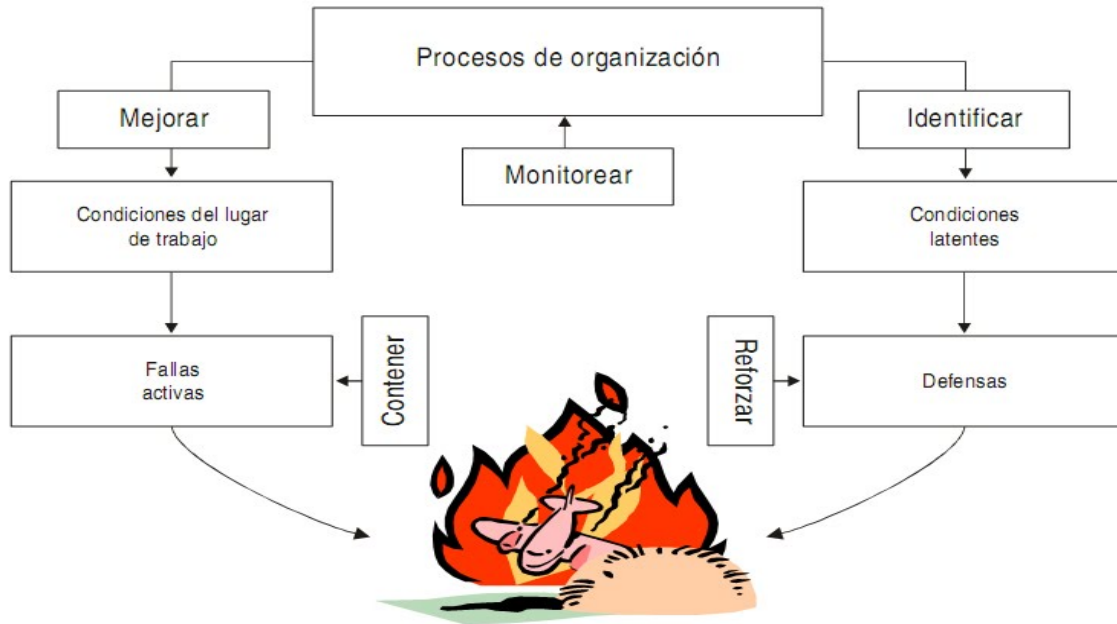 Procesos de organización
Mejorar
Identificar
Monitorear
Condiciones del lugar
de trabajo
Condiciones
latentes
Fallas
activas
Contener
Reforzar
Defensas